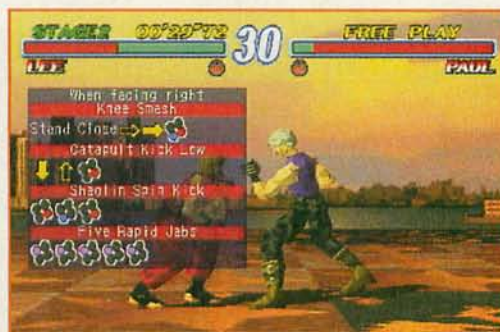 STAGE2 00'29"72 30 FREE PLAY
LEE PAUL
When facing right
Knee Smash
Stand Close
Catapult Kick Low
Shaolin Spin Kick
Five Rapid Jabs